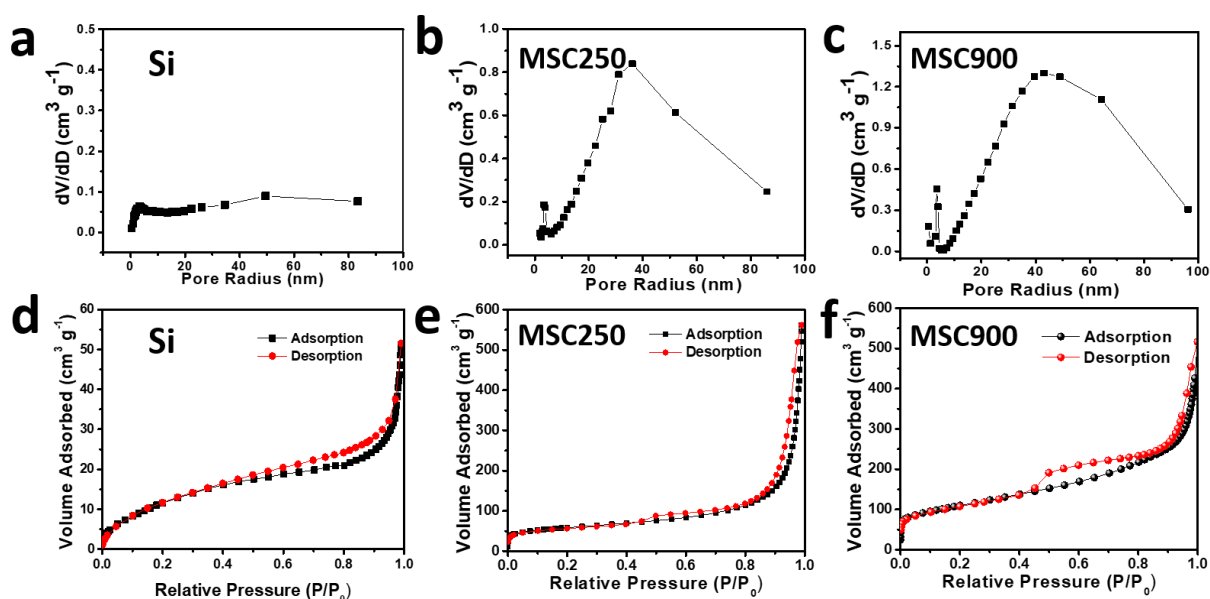 a
Si
dV/dD (cm³ g⁻¹)
0.5
0.4
0.3
0.2
0.1
0.0
0 20 40 60 80 100
Pore Radius (nm)
b
MSC250
dV/dD (cm³ g⁻¹)
1.0
0.8
0.6
0.4
0.2
0.0
0 20 40 60 80 100
Pore Radius (nm)
c
MSC900
dV/dD (cm³ g⁻¹)
1.5
1.2
0.9
0.6
0.3
0.0
0 20 40 60 80 100
Pore Radius (nm)
d
Si
Adsorption
Desorption
Volume Adsorbed (cm³ g⁻¹)
60
50
40
30
20
10
0
0.0 0.2 0.4 0.6 0.8 1.0
Relative Pressure (P/P₀)
e
MSC250
Adsorption
Desorption
Volume Adsorbed (cm³ g⁻¹)
600
500
400
300
200
100
0
0.0 0.2 0.4 0.6 0.8 1.0
Relative Pressure (P/P₀)
f
MSC900
Adsorption
Desorption
Volume Adsorbed (cm³ g⁻¹)
600
500
400
300
200
100
0
0.0 0.2 0.4 0.6 0.8 1.0
Relative Pressure (P/P₀)